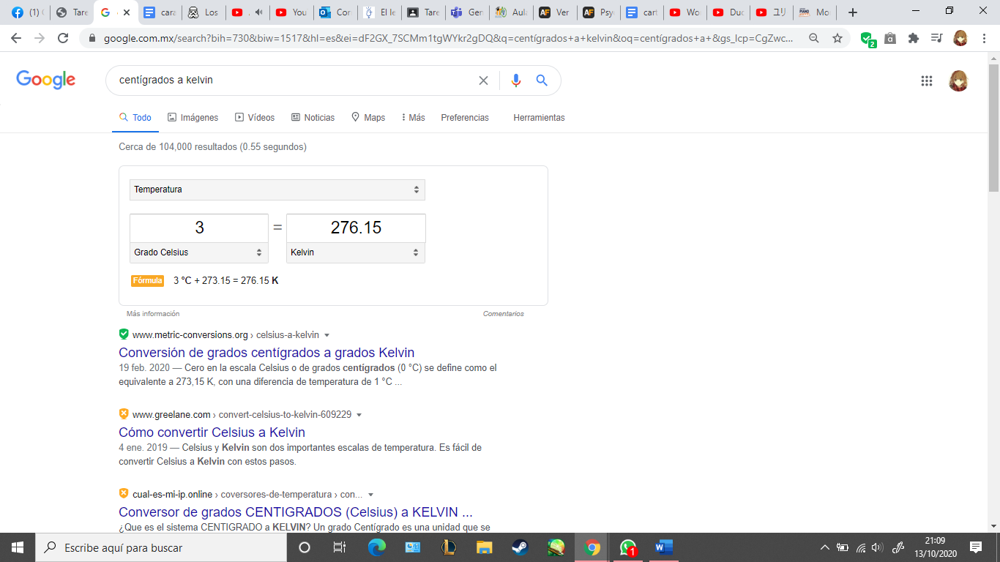 (1)
Tare
cara
Los
You
Cor
El le
Tare
Ger
Aula
Ver
Psy
cart
Wo
Duc
ユリ
Mo
google.com.mx/search?bih=730&biw=1517&hl=es&ei=dF2GX_7SCMm1tgWYkr2gDQ&q=centígrados+a+kelvin&oq=centígrados+a+&gs_lcp=CgZwc...
2
Google
centígrados a kelvin
Todo Imágenes Vídeos Noticias Maps Más Preferencias Herramientas
Cerca de 104,000 resultados (0.55 segundos)
Temperatura
3 = 276.15
Grado Celsius Kelvin
Fórmula 3 °C + 273.15 = 276.15 K
Más información Comentarios
www.metric-conversions.org › celsius-a-kelvin
Conversión de grados centígrados a grados Kelvin
19 feb. 2020 — Cero en la escala Celsius o de grados centígrados (0 °C) se define como el
equivalente a 273,15 K, con una diferencia de temperatura de 1 °C ...
www.greelane.com › convert-celsius-to-kelvin-609229
Cómo convertir Celsius a Kelvin
4 ene. 2019 — Celsius y Kelvin son dos importantes escalas de temperatura. Es fácil de
convertir Celsius a Kelvin con estos pasos.
cual-es-mi-ip.online › coversores-de-temperatura › con...
Conversor de grados CENTIGRADOS (Celsius) a KELVIN ...
¿Que es el sistema CENTIGRADO a KELVIN? Un grado Centígrado es una unidad que se
Escribe aquí para buscar
1
21:09
13/10/2020